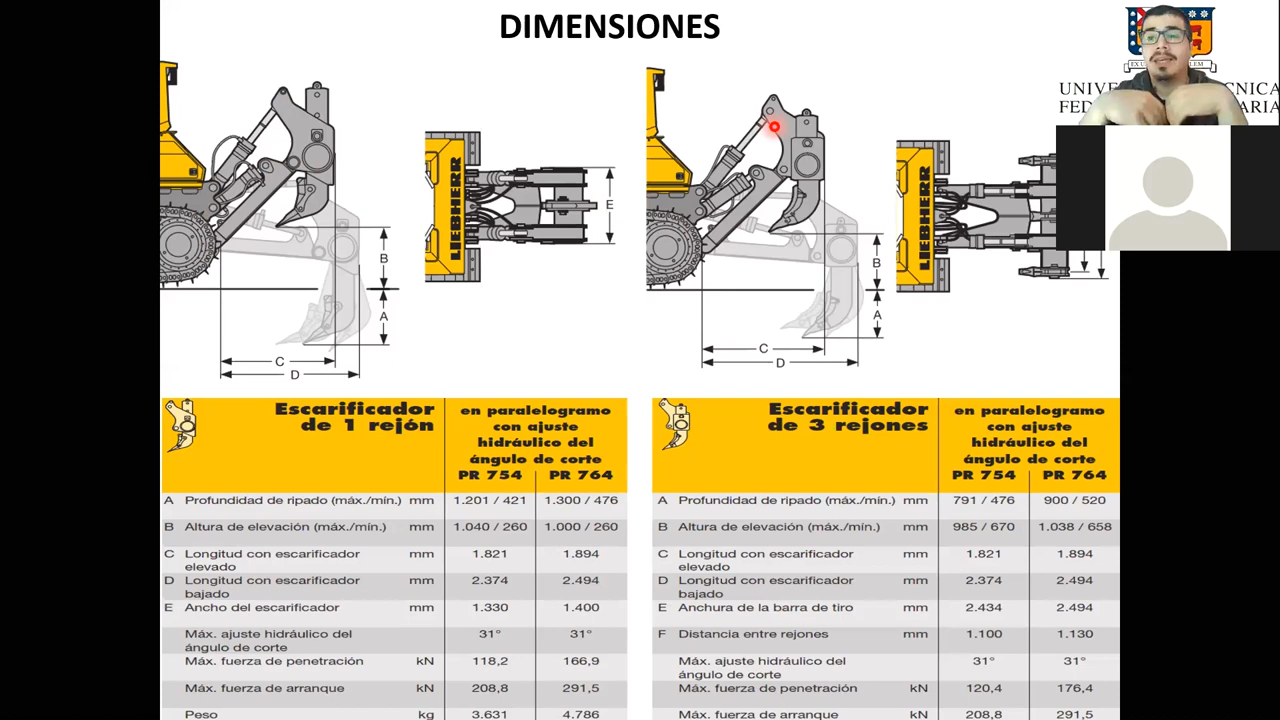 DIMENSIONES
B
A
C
D
LIEBHERR
E
B
A
C
D
LIEBHERR
Escarificador
de 1 rejón
en paralelogramo
con ajuste
hidráulico del
ángulo de corte
PR 754 PR 764
A Profundidad de ripado (máx./mín.) mm 1.201 / 421 1.300 / 476
B Altura de elevación (máx./mín.) mm 1.040 / 260 1.000 / 260
C Longitud con escarificador mm 1.821 1.894
elevado
D Longitud con escarificador mm 2.374 2.494
bajado
E Ancho del escarificador mm 1.330 1.400
Máx. ajuste hidráulico del 31° 31°
ángulo de corte
Máx. fuerza de penetración kN 118,2 166,9
Máx. fuerza de arranque kN 208,8 291,5
Peso kg 3.631 4.786
Escarificador
de 3 rejones
en paralelogramo
con ajuste
hidráulico del
ángulo de corte
PR 754 PR 764
A Profundidad de ripado (máx./mín.) mm 791 / 476 900 / 520
B Altura de elevación (máx./mín.) mm 985 / 670 1.038 / 658
C Longitud con escarificador mm 1.821 1.894
elevado
D Longitud con escarificador mm 2.374 2.494
bajado
E Anchura de la barra de tiro mm 2.434 2.494
F Distancia entre rejones mm 1.100 1.130
Máx. ajuste hidráulico del 31° 31°
ángulo de corte
Máx. fuerza de penetración kN 120,4 176,4
Máx. fuerza de arranque kN 208,8 291,5